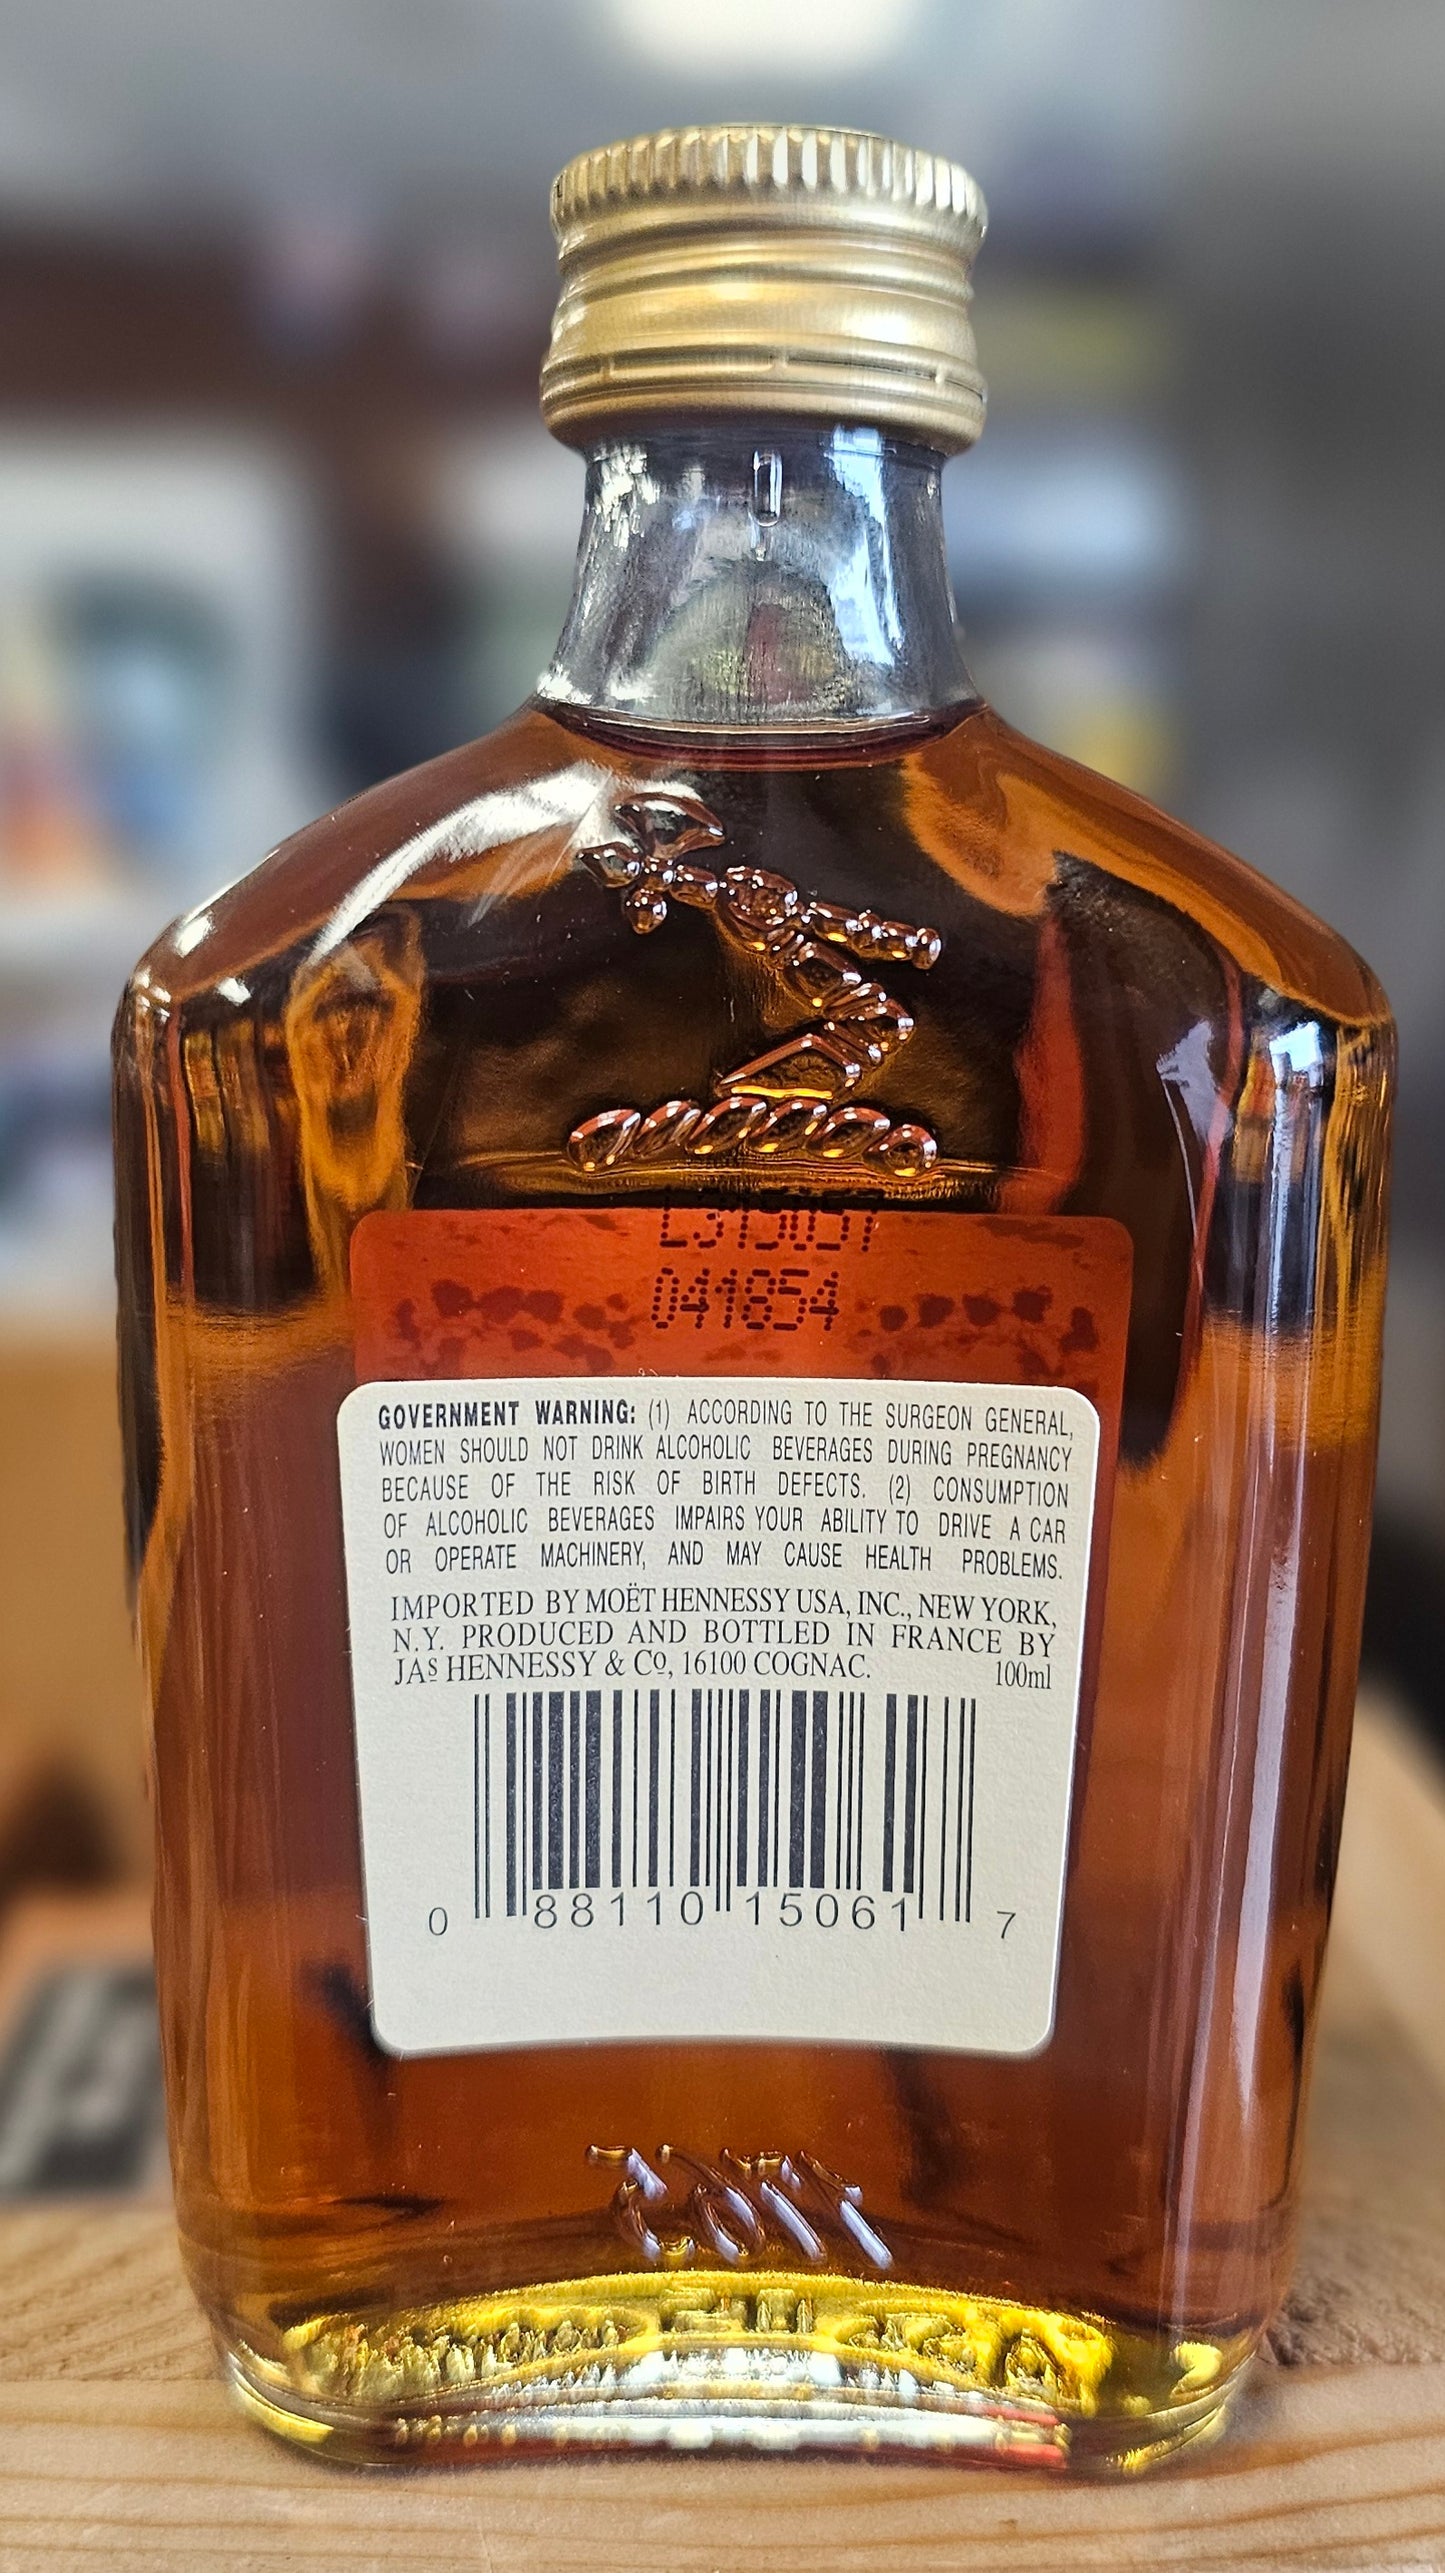 L315057
041854
GOVERNMENT WARNING: (1) ACCORDING TO THE SURGEON GENERAL,
WOMEN SHOULD NOT DRINK ALCOHOLIC BEVERAGES DURING PREGNANCY
BECAUSE OF THE RISK OF BIRTH DEFECTS. (2) CONSUMPTION
OF ALCOHOLIC BEVERAGES IMPAIRS YOUR ABILITY TO DRIVE A CAR
OR OPERATE MACHINERY, AND MAY CAUSE HEALTH PROBLEMS.
IMPORTED BY MOËT HENNESSY USA, INC., NEW YORK,
N.Y. PRODUCED AND BOTTLED IN FRANCE BY
JAS HENNESSY & Cº, 16100 COGNAC. 100ml
0 88110 15061 7